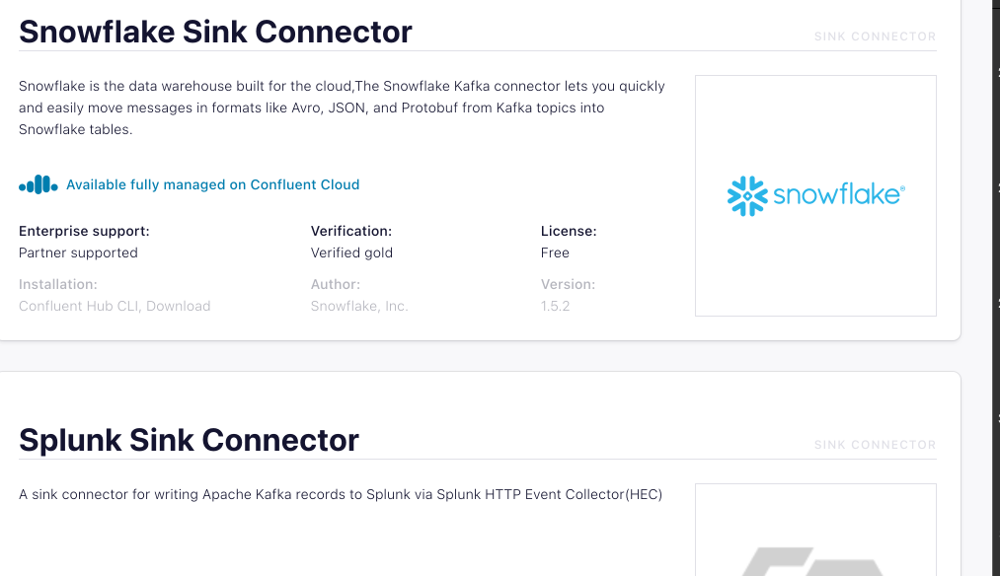 Snowflake Sink Connector
SINK CONNECTOR
Snowflake is the data warehouse built for the cloud,The Snowflake Kafka connector lets you quickly
and easily move messages in formats like Avro, JSON, and Protobuf from Kafka topics into
Snowflake tables.
snowflake®
Available fully managed on Confluent Cloud
Enterprise support:
Partner supported
Verification:
Verified gold
License:
Free
Installation:
Confluent Hub CLI, Download
Author:
Snowflake, Inc.
Version:
1.5.2
Splunk Sink Connector
SINK CONNECTOR
A sink connector for writing Apache Kafka records to Splunk via Splunk HTTP Event Collector(HEC)